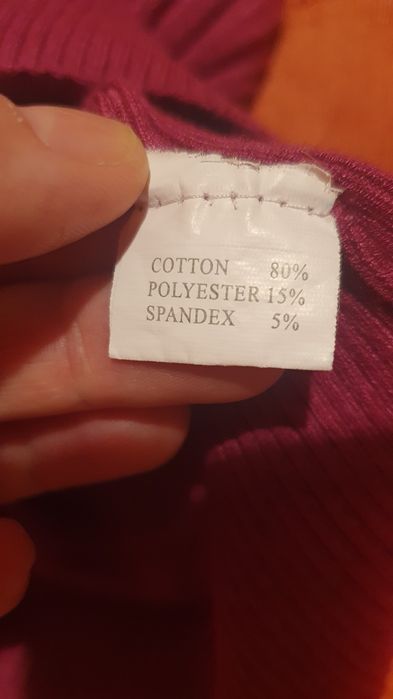 COTTON 80%
POLYESTER 15%
SPANDEX 5%